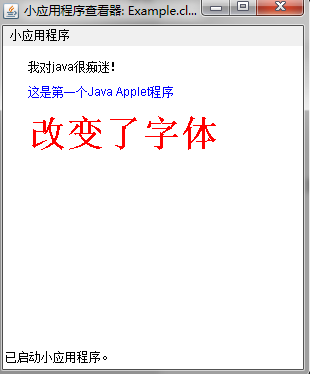 小应用程序查看器: Example.cl...
小应用程序
我对java很痴迷!
这是第一个Java Applet程序
改变了字体
已启动小应用程序。